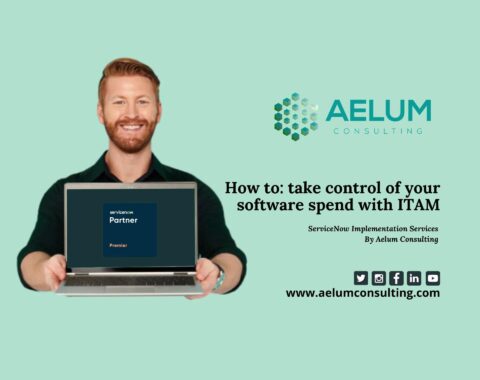 AELUM
CONSULTING
How to: take control of your
software spend with ITAM
ServiceNow Implementation Services
By Aelum Consulting
servicenow
Partner
Premier
www.aelumconsulting.com